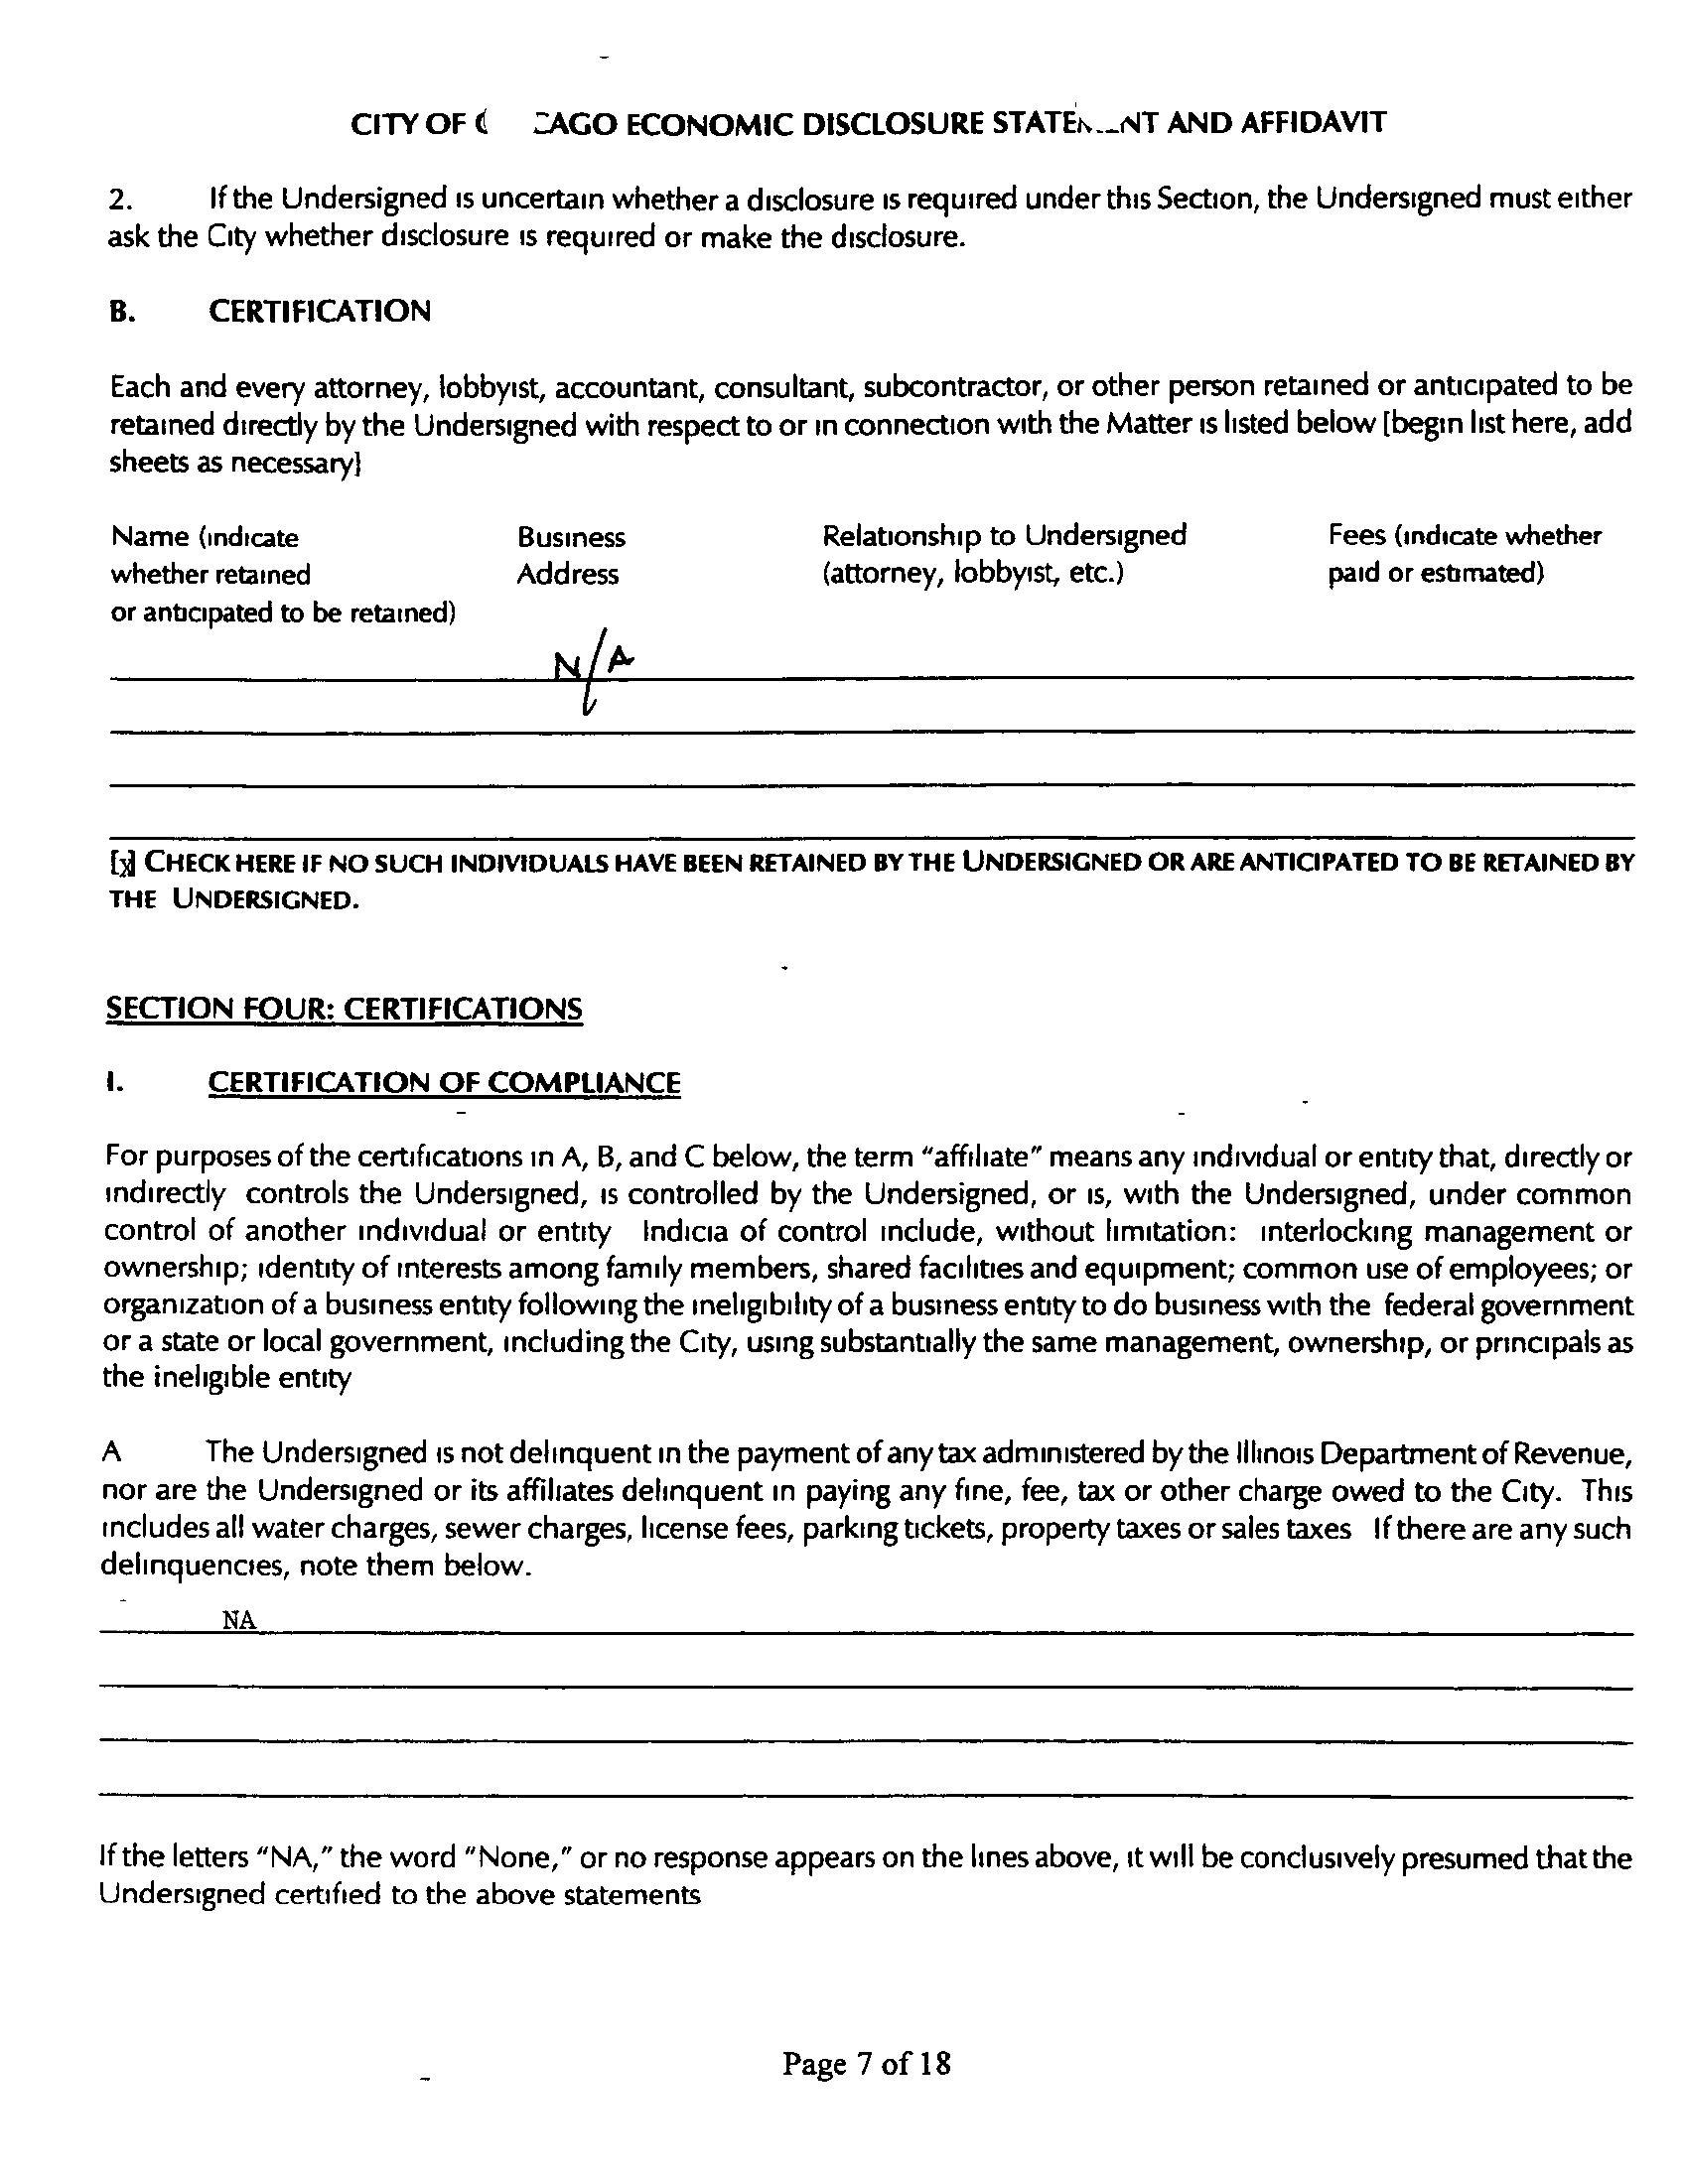 CITY OF CAGO ECONOMIC DISCLOSURE STATE NT AND AFFIDAVIT
2. If the Undersigned is uncertain whether a disclosure is required under this Section, the Undersigned must either
ask the City whether disclosure is required or make the disclosure.
B. CERTIFICATION
Each and every attorney, lobbyist, accountant, consultant, subcontractor, or other person retained or anticipated to be
retained directly by the Undersigned with respect to or in connection with the Matter is listed below [begin list here, add
sheets as necessary]
Name (indicate Business Relationship to Undersigned Fees (indicate whether
whether retained Address (attorney, lobbyist, etc.) paid or estimated)
or anticipated to be retained)
N/A
[x] CHECK HERE IF NO SUCH INDIVIDUALS HAVE BEEN RETAINED BY THE UNDERSIGNED OR ARE ANTICIPATED TO BE RETAINED BY
THE UNDERSIGNED.
SECTION FOUR: CERTIFICATIONS
I. CERTIFICATION OF COMPLIANCE
For purposes of the certifications in A, B, and C below, the term "affiliate" means any individual or entity that, directly or
indirectly controls the Undersigned, is controlled by the Undersigned, or is, with the Undersigned, under common
control of another individual or entity Indicia of control include, without limitation: interlocking management or
ownership; identity of interests among family members, shared facilities and equipment; common use of employees; or
organization of a business entity following the ineligibility of a business entity to do business with the federal government
or a state or local government, including the City, using substantially the same management, ownership, or principals as
the ineligible entity
A The Undersigned is not delinquent in the payment of any tax administered by the Illinois Department of Revenue,
nor are the Undersigned or its affiliates delinquent in paying any fine, fee, tax or other charge owed to the City. This
includes all water charges, sewer charges, license fees, parking tickets, property taxes or sales taxes If there are any such
delinquencies, note them below.
NA
If the letters "NA," the word "None," or no response appears on the lines above, it will be conclusively presumed that the
Undersigned certified to the above statements
Page 7 of 18